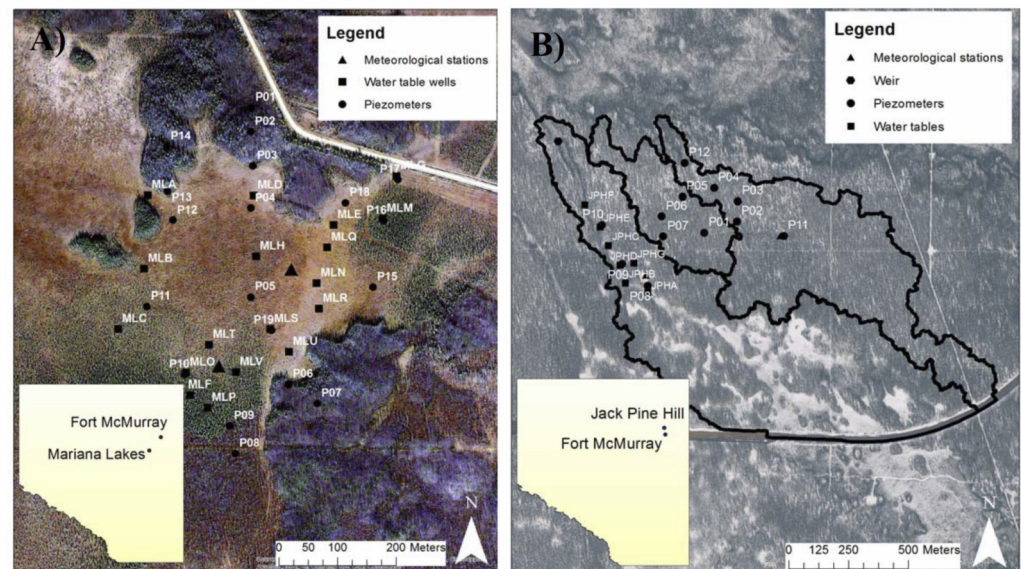 A)
Legend
Meteorological stations
Water table wells
Piezometers
P01
P02
P14
P03
P17
MLA
MLD
P18
P13
P04
P12
MLE
P16
MLM
MLQ
MLH
MLB
MLN
P15
P05
P11
MLR
MLC
P19
MLS
MLT
MLU
P10
MLO
MLV
P06
MLF
MLP
P07
P09
P08
Fort McMurray
Mariana Lakes
N
0 50 100 200 Meters
B)
Legend
Meteorological stations
Weir
Piezometers
Water tables
P12
P04
P05
P03
JPHF
P06
P02
P10
JPHE
P07
P01
P11
JPHC
JPHD
JPHG
P09
JPHB
P08
JPHA
Jack Pine Hill
Fort McMurray
N
0 125 250 500 Meters